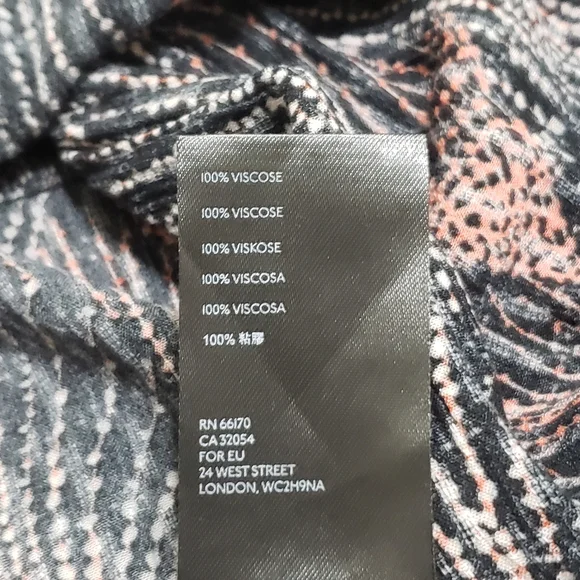 100% VISCOSE
100% VISCOSE
100% VISKOSE
100% VISCOSA
100% VISCOSA
100% 粘膠
RN 66170
CA 32054
FOR EU
24 WEST STREET
LONDON, WC2H9NA